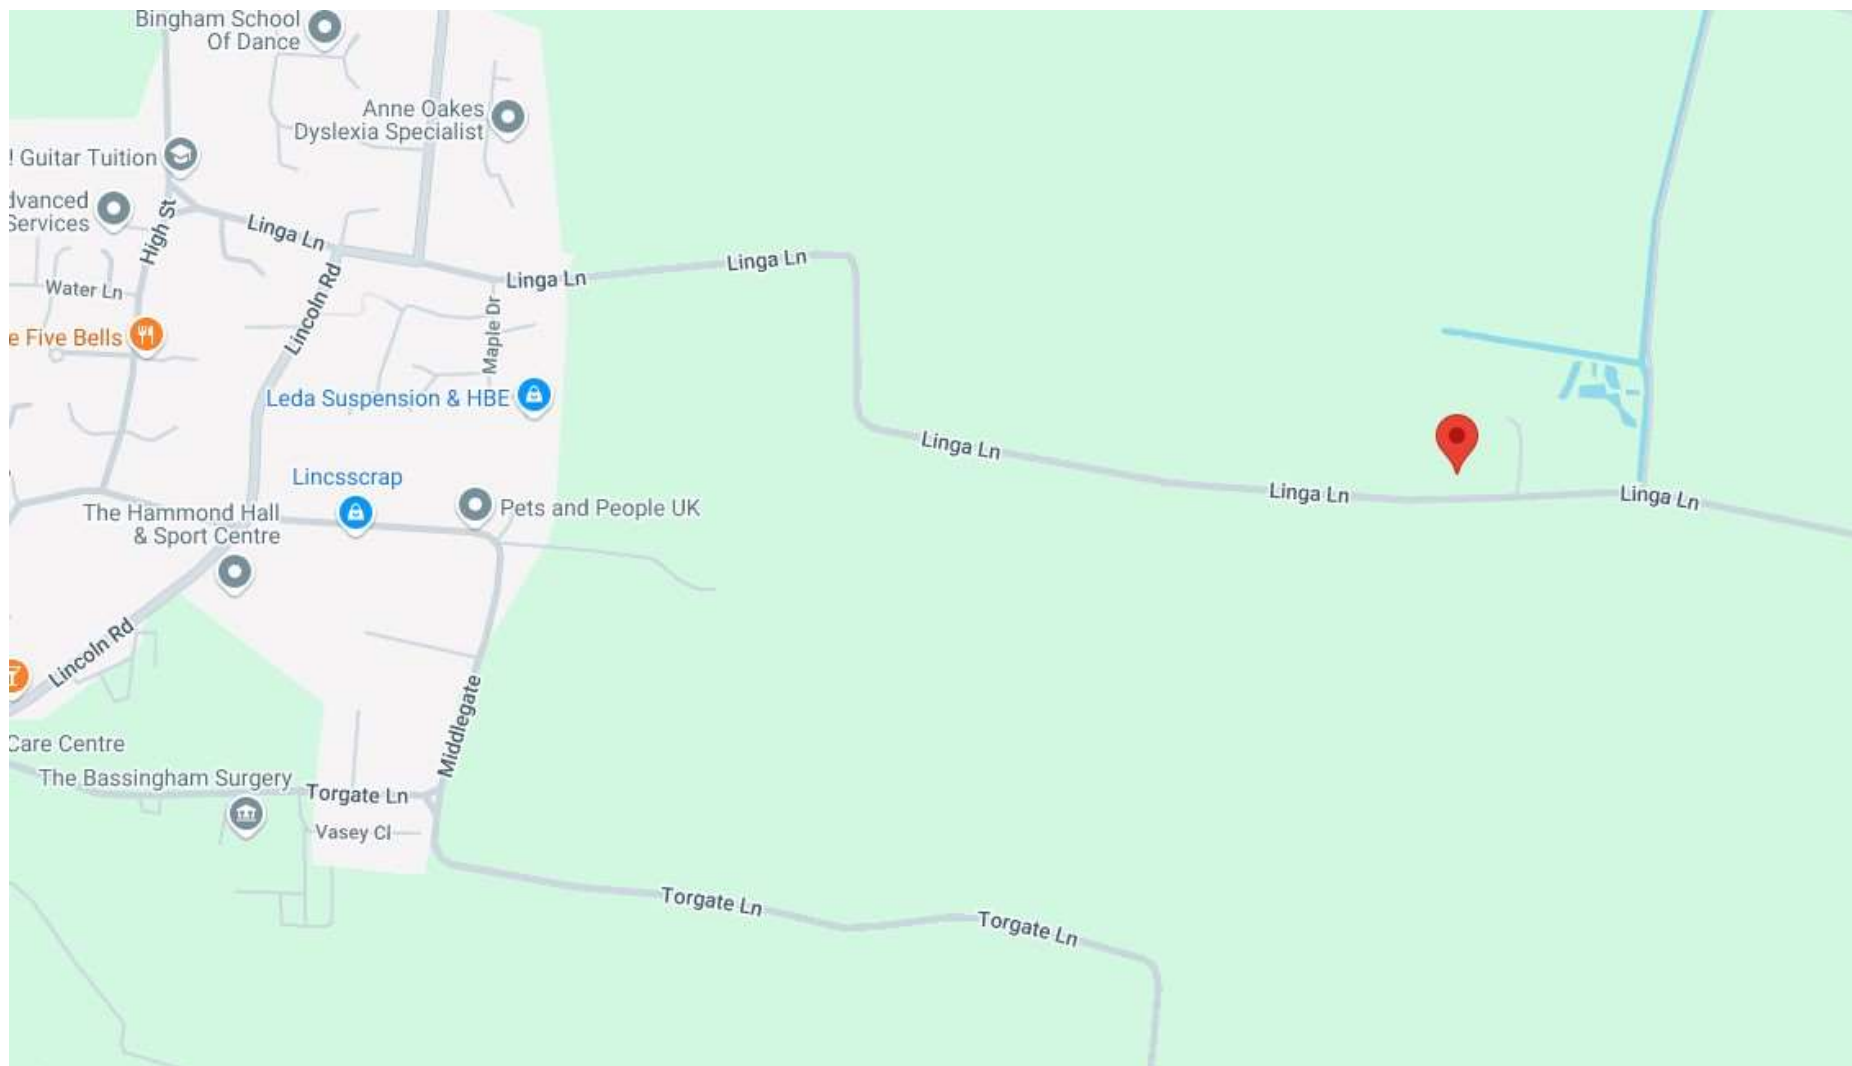 Bingham School
Of Dance
Anne Oakes
Dyslexia Specialist
! Guitar Tuition
dvanced
Services
High St
Linga Ln
Linga Ln
Linga Ln
Water Ln
Lincoln Rd
Maple Dr
e Five Bells
Leda Suspension & HBE
Linga Ln
Linga Ln
Linga Ln
Lincsscrap
The Hammond Hall
& Sport Centre
Pets and People UK
Lincoln Rd
Middlegate
Care Centre
The Bassingham Surgery
Torgate Ln
Vasey Cl
Torgate Ln
Torgate Ln